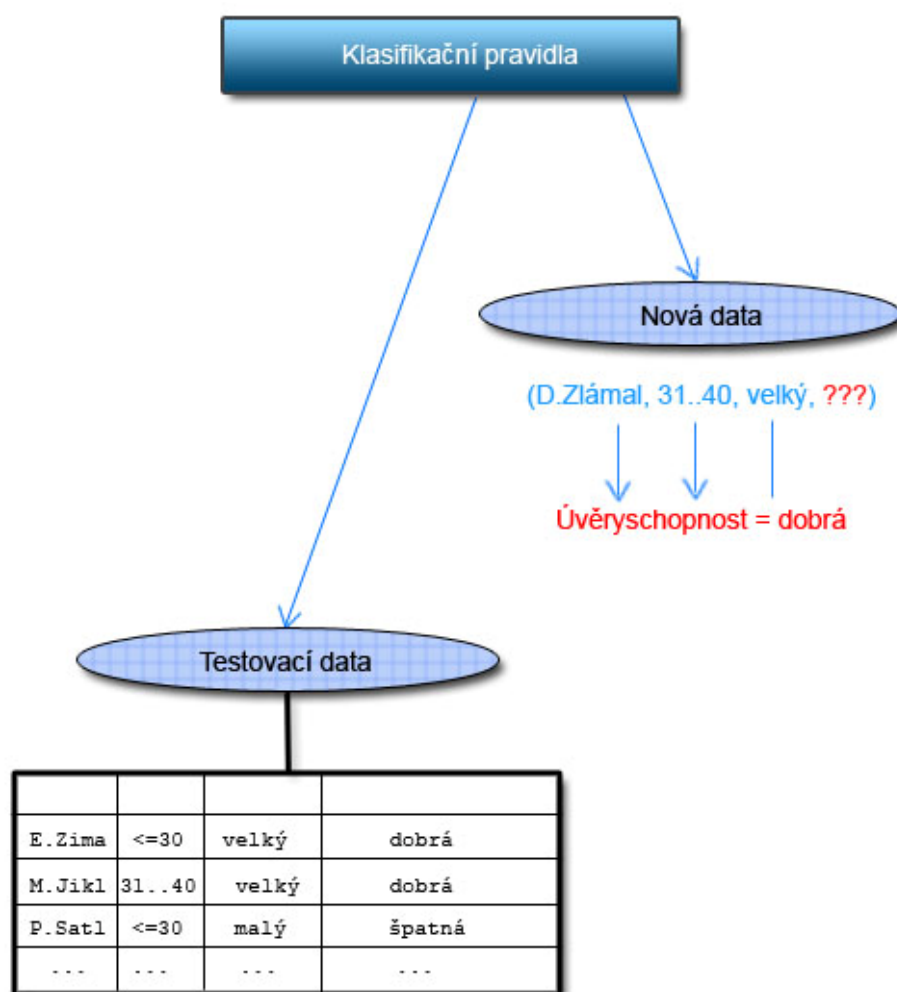 Klasifikační pravidla
Nová data
(D.Zlámal, 31..40, velký, ???)
Úvěryschopnost = dobrá
Testovací data
E.Zima <=30 velký dobrá
M.Jikl 31..40 velký dobrá
P.Satl <=30 malý špatná
... ... ... ...